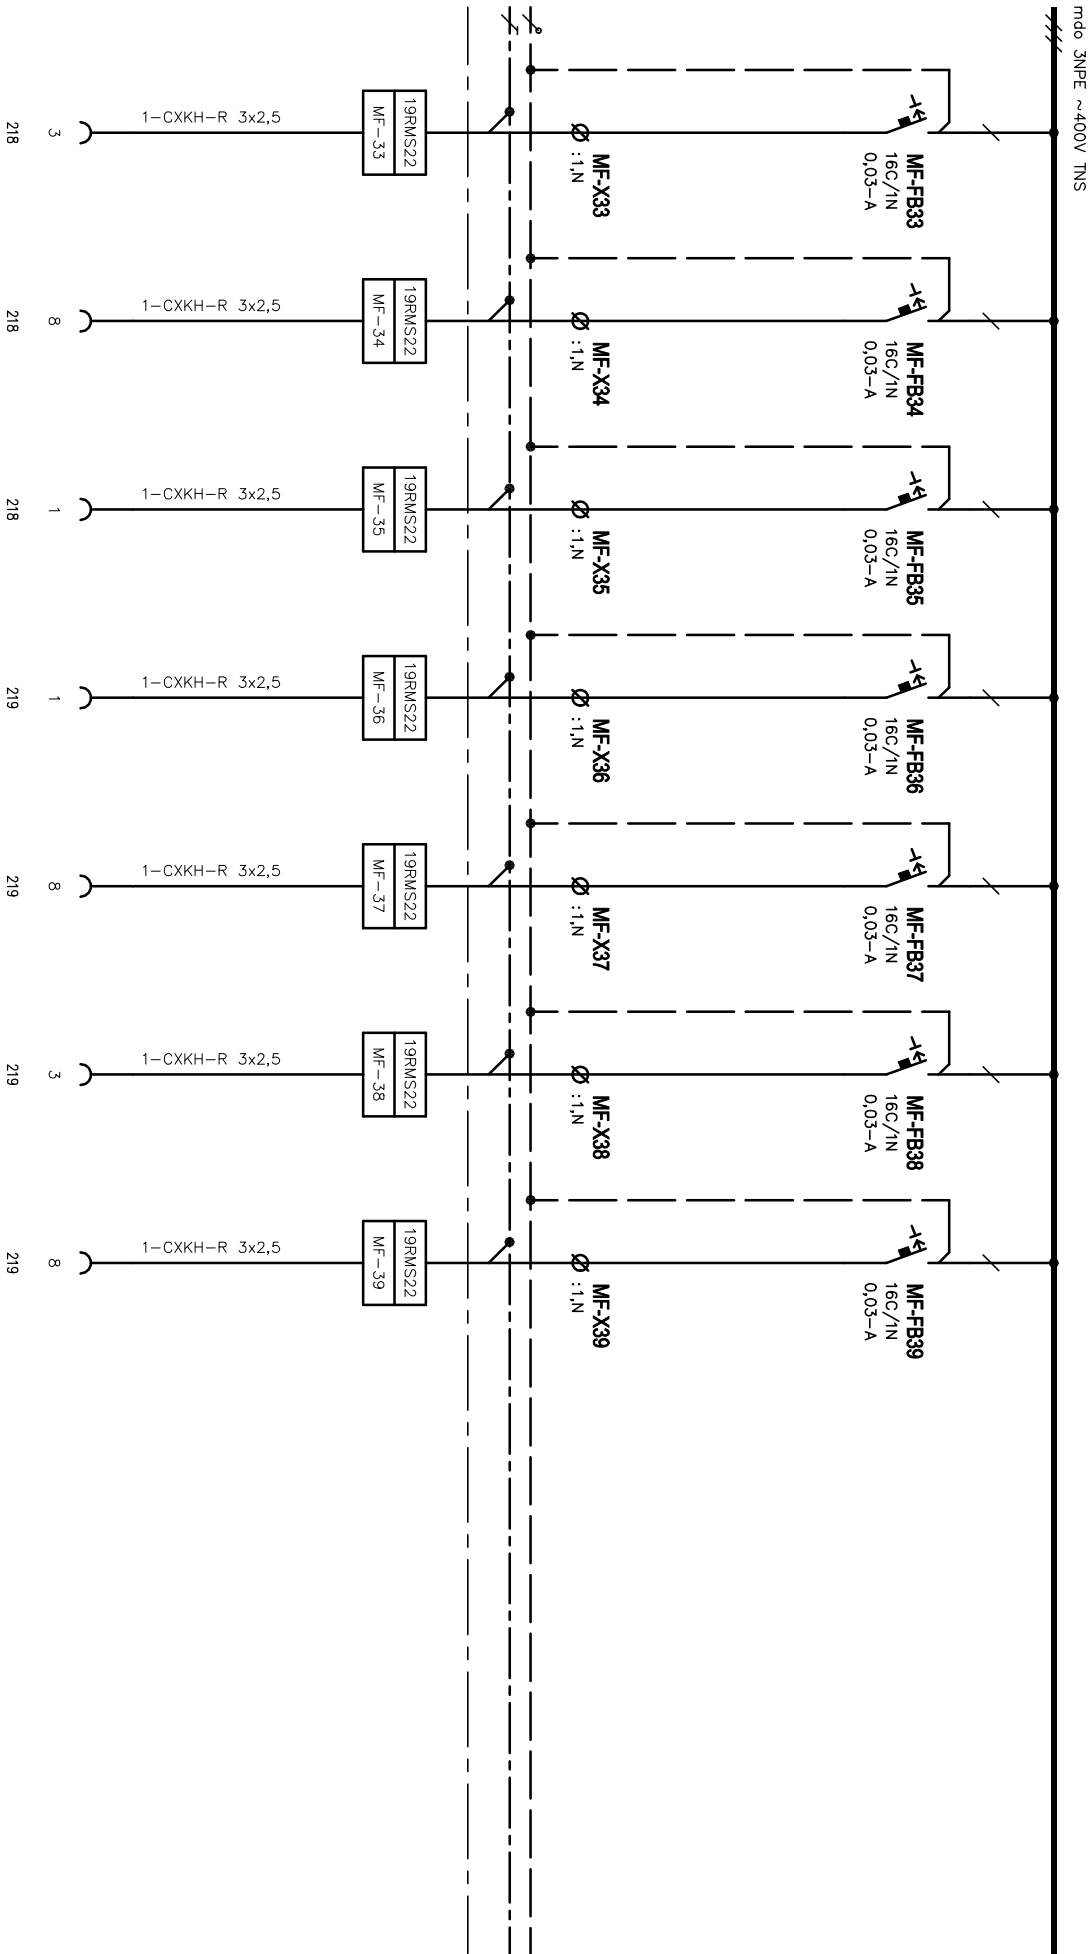 mdo 3NPE ~400V TNS
MF-FB33
16C/1N
0,03-A
MF-X33
:1,N
19RMS22
MF-33
1-CXKH-R 3x2,5
3
218
MF-FB34
16C/1N
0,03-A
MF-X34
:1,N
19RMS22
MF-34
1-CXKH-R 3x2,5
8
218
MF-FB35
16C/1N
0,03-A
MF-X35
:1,N
19RMS22
MF-35
1-CXKH-R 3x2,5
1
218
MF-FB36
16C/1N
0,03-A
MF-X36
:1,N
19RMS22
MF-36
1-CXKH-R 3x2,5
1
219
MF-FB37
16C/1N
0,03-A
MF-X37
:1,N
19RMS22
MF-37
1-CXKH-R 3x2,5
8
219
MF-FB38
16C/1N
0,03-A
MF-X38
:1,N
19RMS22
MF-38
1-CXKH-R 3x2,5
3
219
MF-FB39
16C/1N
0,03-A
MF-X39
:1,N
19RMS22
MF-39
1-CXKH-R 3x2,5
8
219